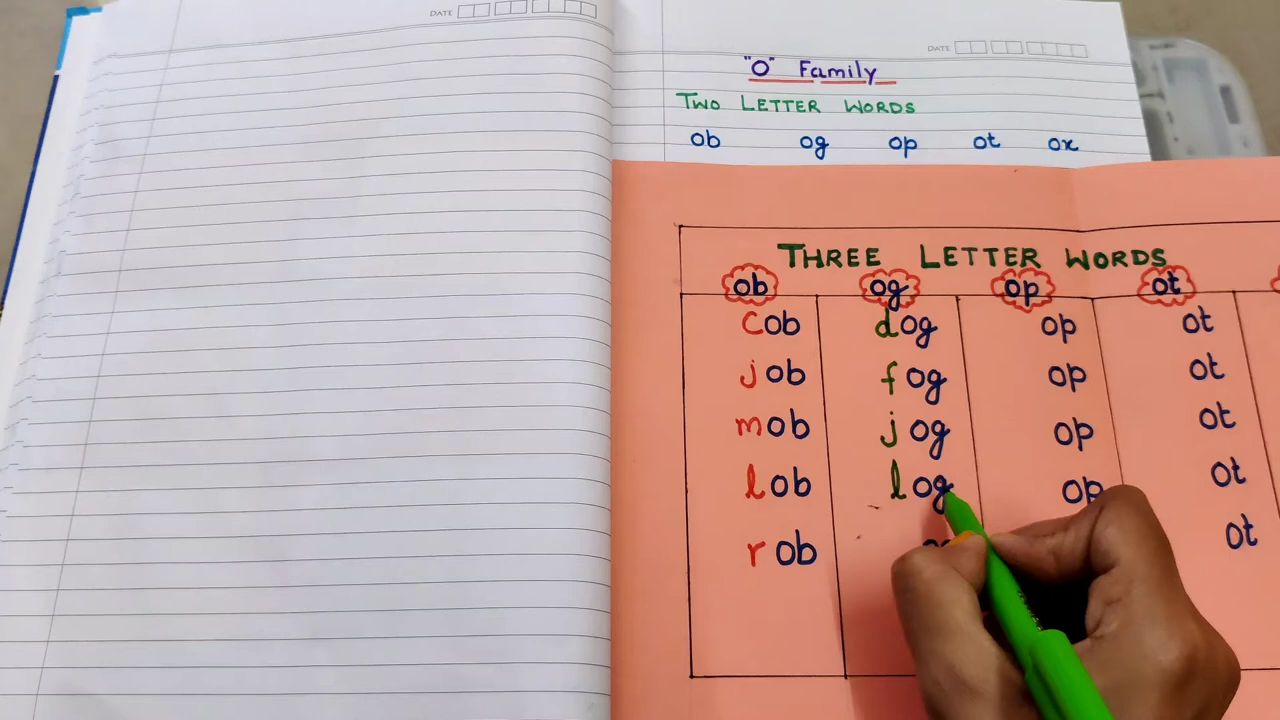 DATE
DATE
"O" Family
TWO LETTER WORDS
ob og op ot ox
THREE LETTER WORDS
ob og op ot
cob dog op ot
job fog op ot
mob jog op ot
lob log op ot
rob ot